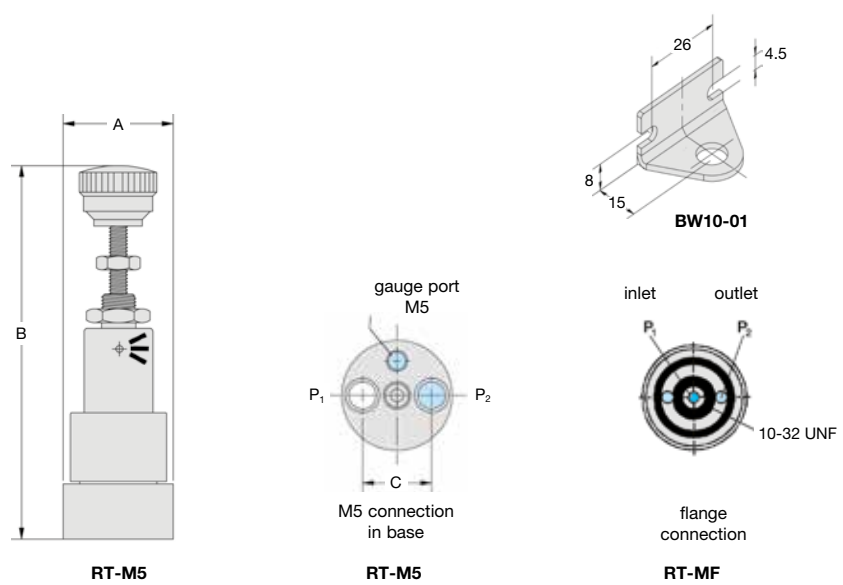 A
B
RT-M5
gauge port
M5
P1
P2
C
M5 connection
in base
RT-M5
26
4.5
8
15
BW10-01
inlet
outlet
P1
P2
10-32 UNF
flange
connection
RT-MF